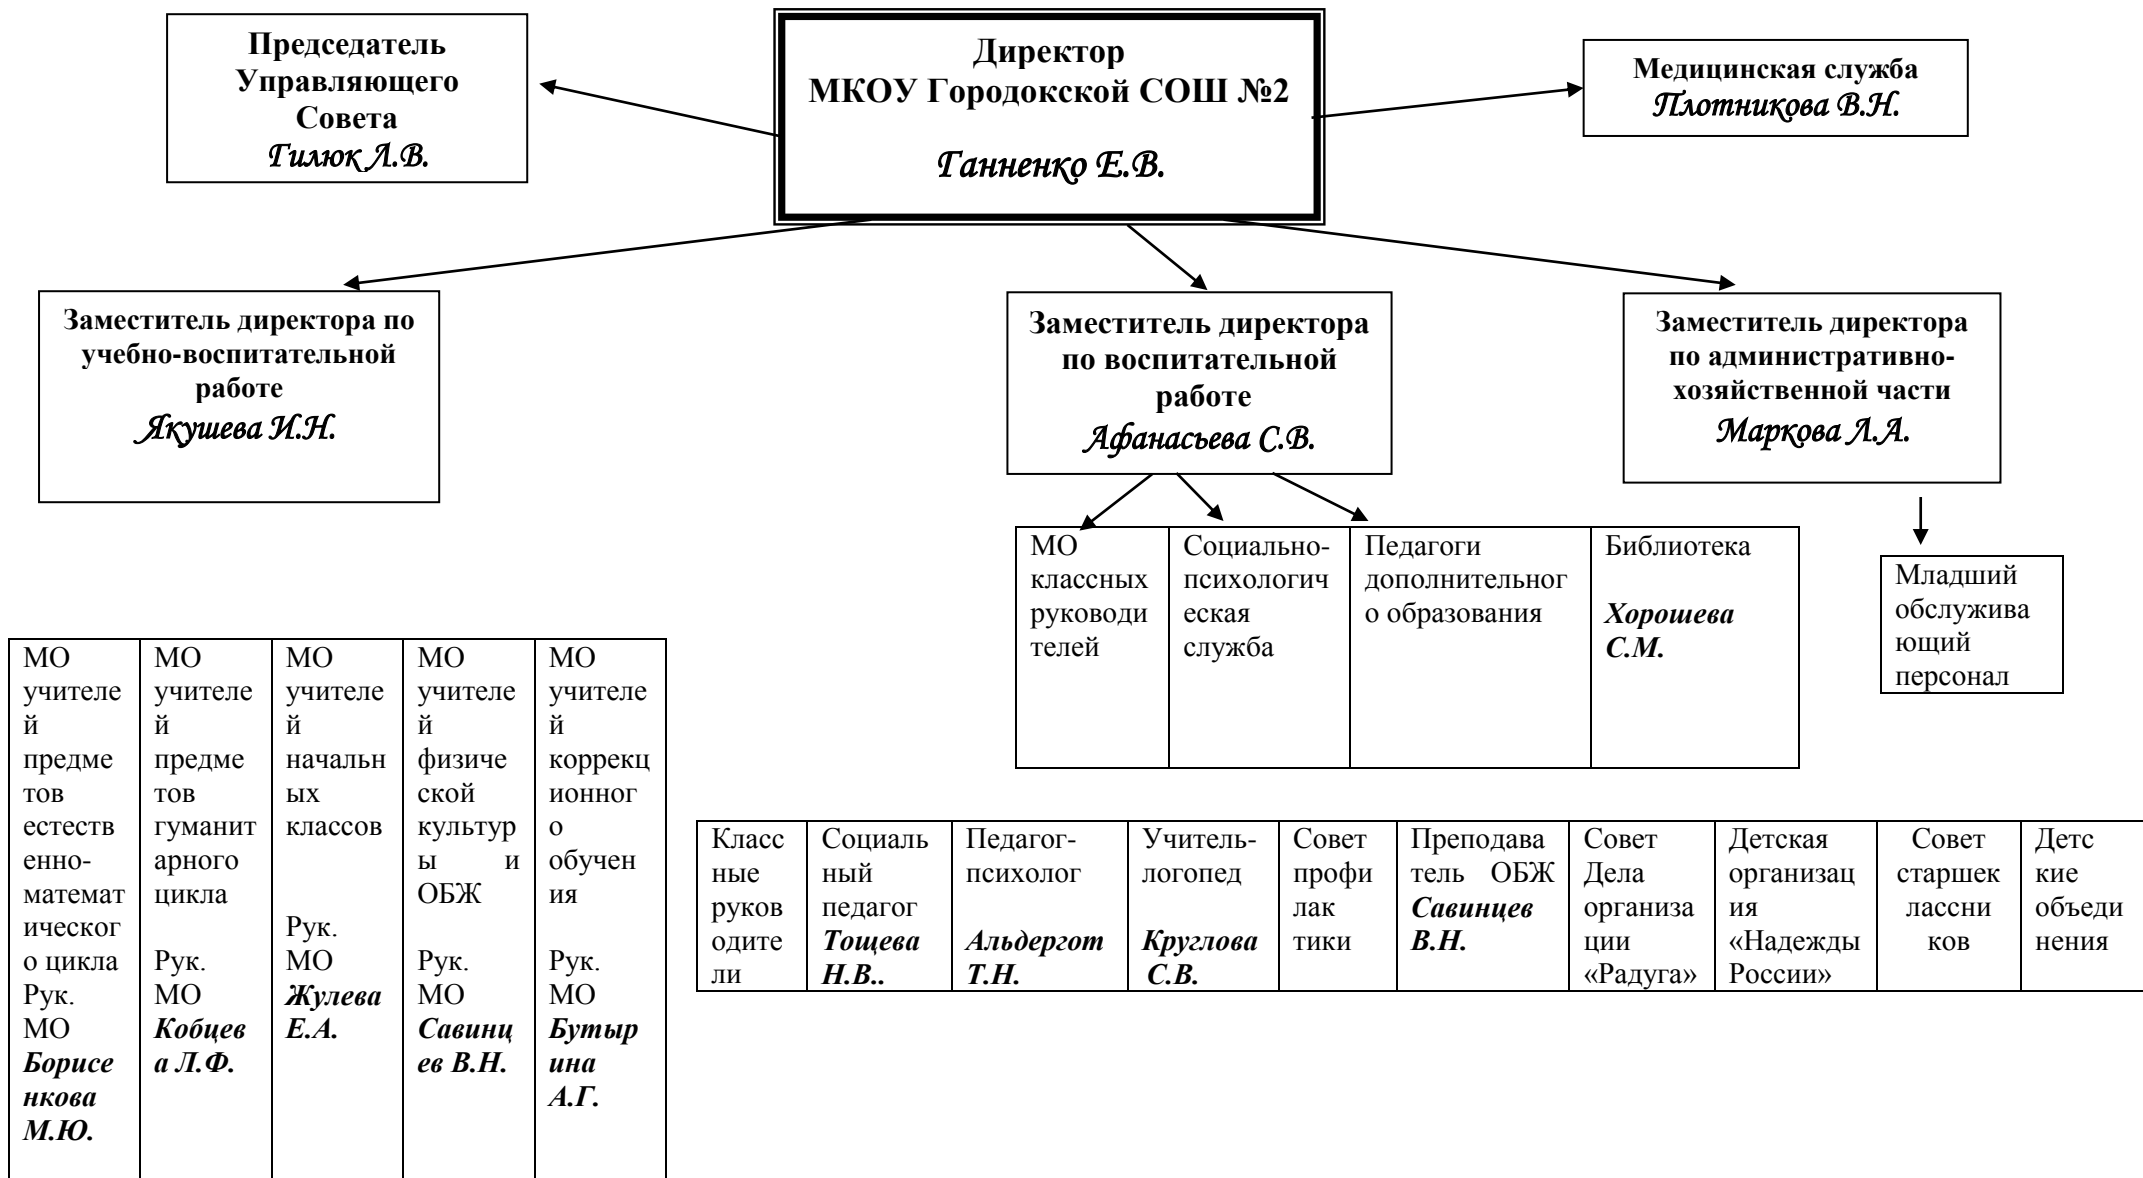 Председатель
Управляющего
Совета
Гилюк Л.В.
Директор
МКОУ Городокской СОШ №2
Ганненко Е.В.
Медицинская служба
Плотникова В.Н.
Заместитель директора по
учебно-воспитательной
работе
Якушева И.Н.
Заместитель директора
по воспитательной
работе
Афанасьева С.В.
Заместитель директора
по административно-
хозяйственной части
Маркова Л.А.
МО
классных
руководи
телей
Социально-
психологич
еская
служба
Педагоги
дополнительног
о образования
Библиотека
Хорошева
С.М.
Младший
обслужива
ющий
персонал
МО
учителе
й
предме
тов
естеств
енно-
математ
ическог
о цикла
Рук.
МО
Борисе
нкова
М.Ю.
МО
учителе
й
предме
тов
гуманит
арного
цикла
Рук.
МО
Кобцев
а Л.Ф.
МО
учителе
й
начальн
ых
классов
Рук.
МО
Жулева
Е.А.
МО
учителе
й
физиче
ской
культур
ы и
ОБЖ
Рук.
МО
Савинц
ев В.Н.
МО
учителе
й
коррекц
ионног
о
обучен
ия
Рук.
МО
Бутыр
ина
А.Г.
Класс
ные
руков
одите
ли
Социаль
ный
педагог
Тощева
Н.В..
Педагог-
психолог
Альдергот
Т.Н.
Учитель-
логопед
Круглова
С.В.
Совет
профи
лак
тики
Преподава
тель ОБЖ
Савинцев
В.Н.
Совет
Дела
организа
ции
«Радуга»
Детская
организац
ия
«Надежды
России»
Совет
старшек
лассни
ков
Детс
кие
объеди
нения